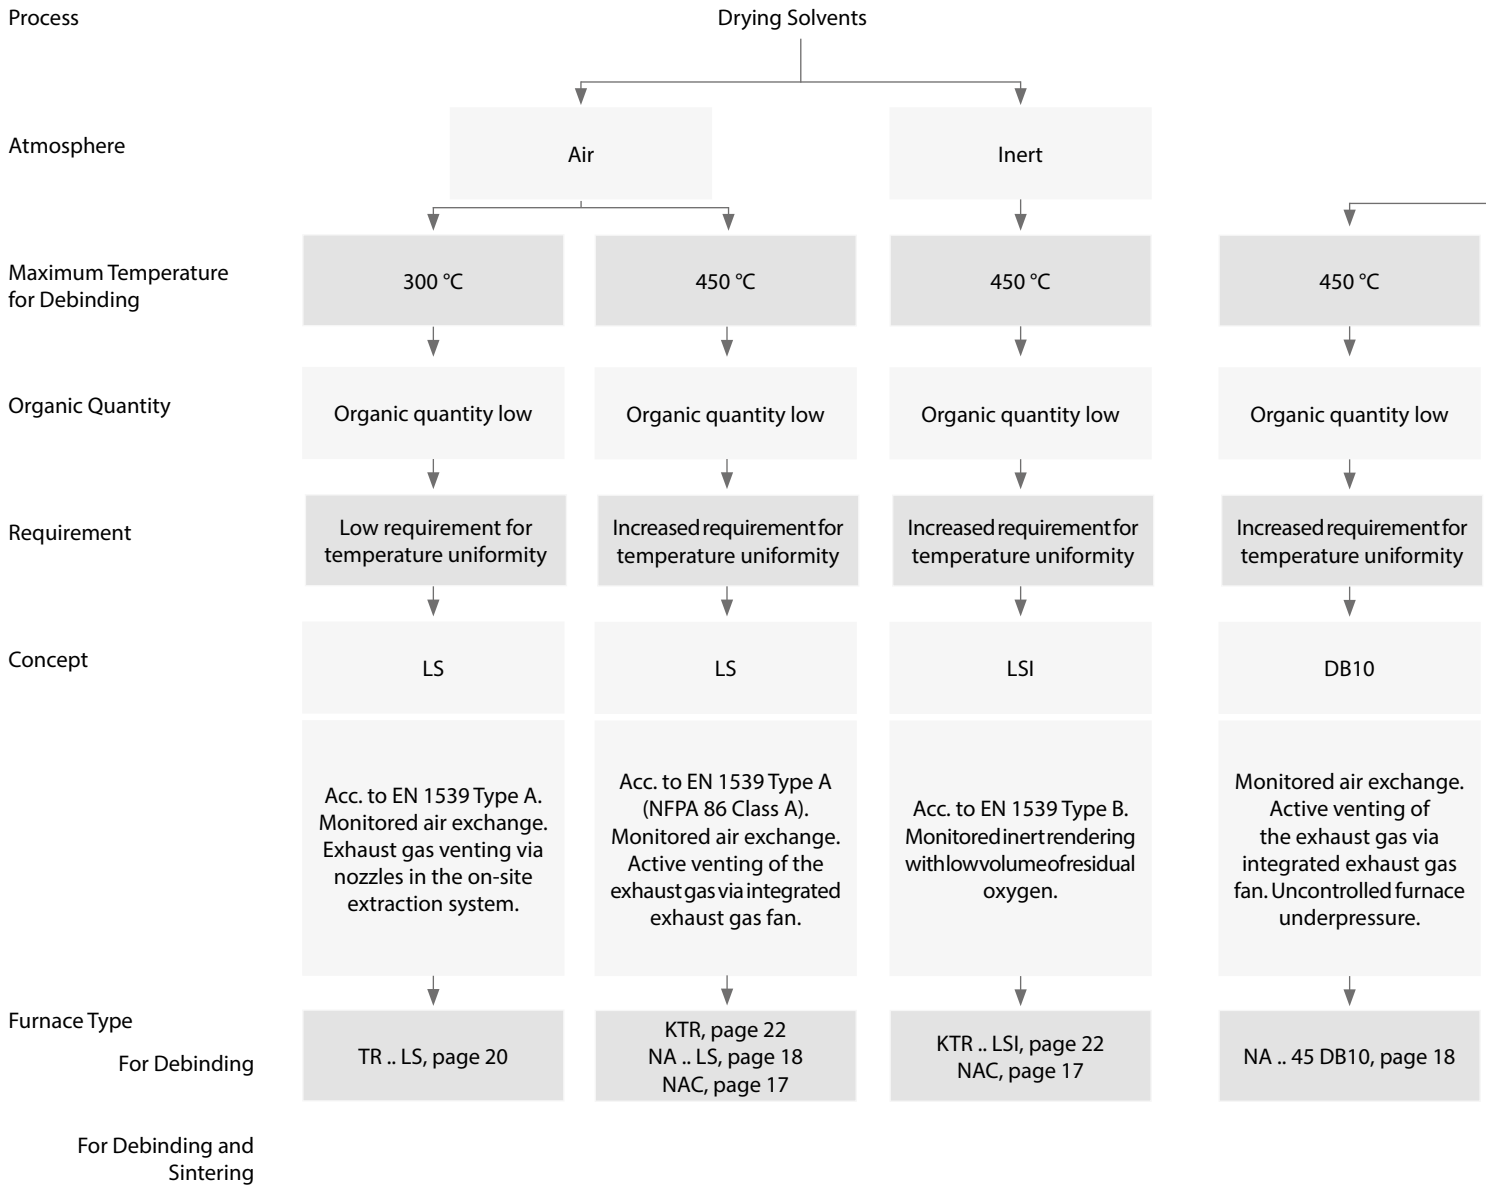 Process
Drying Solvents
Atmosphere
Air
Inert
Maximum Temperature
for Debinding
300 °C
450 °C
450 °C
450 °C
Organic Quantity
Organic quantity low
Organic quantity low
Organic quantity low
Organic quantity low
Requirement
Low requirement for
temperature uniformity
Increased requirement for
temperature uniformity
Increased requirement for
temperature uniformity
Increased requirement for
temperature uniformity
Concept
LS
LS
LSI
DB10
Acc. to EN 1539 Type A.
Monitored air exchange.
Exhaust gas venting via
nozzles in the on-site
extraction system.
Acc. to EN 1539 Type A
(NFPA 86 Class A).
Monitored air exchange.
Active venting of the
exhaust gas via integrated
exhaust gas fan.
Acc. to EN 1539 Type B.
Monitored inert rendering
with low volume of residual
oxygen.
Monitored air exchange.
Active venting of
the exhaust gas via
integrated exhaust gas
fan. Uncontrolled furnace
underpressure.
Furnace Type
For Debinding
TR .. LS, page 20
KTR, page 22
NA .. LS, page 18
NAC, page 17
KTR .. LSI, page 22
NAC, page 17
NA .. 45 DB10, page 18
For Debinding and
Sintering